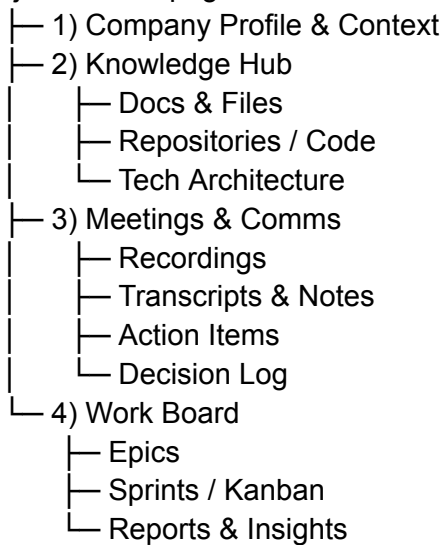 ├─ 1) Company Profile & Context
├─ 2) Knowledge Hub
│    ├─ Docs & Files
│    ├─ Repositories / Code
│    └─ Tech Architecture
├─ 3) Meetings & Comms
│    ├─ Recordings
│    ├─ Transcripts & Notes
│    ├─ Action Items
│    └─ Decision Log
└─ 4) Work Board
     ├─ Epics
     ├─ Sprints / Kanban
     └─ Reports & Insights